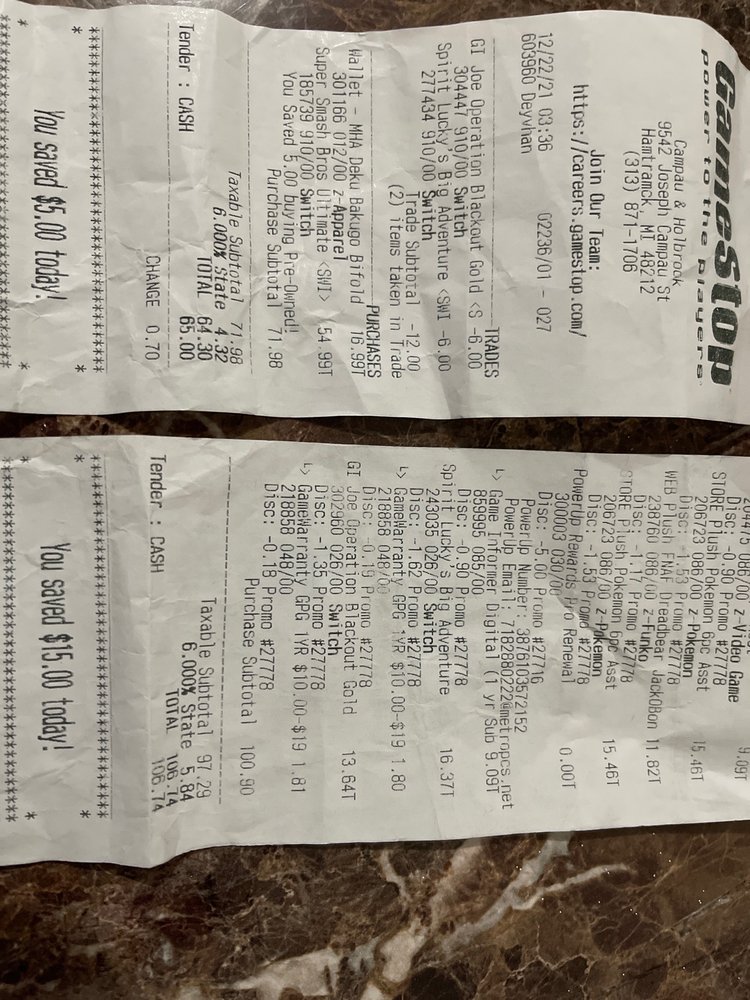 GameStop
power to the players
Campau & Holbrook
9542 Joseph Campau St
Hamtramck, MI 48212
(313) 871-1706
Join Our Team:
https://careers.gamestop.com/
12/22/21 03:36 02236/01 - 027
603960 Deyvhan
TRADES
GI Joe Operation Blackout Gold <S -6.00
304447 910/00 Switch
Spirit Lucky's Big Adventure <SWI -6.00
277434 910/00 Switch
Trade Subtotal -12.00
(2) items taken in Trade
PURCHASES
Wallet - MHA Deku Bakugo Bifold 16.99T
301166 012/00 z-Apparel
Super Smash Bros Ultimate <SWI> 54.99T
185739 910/00 Switch
You Saved 5.00 buying Pre-Owned!!
Purchase Subtotal 71.98
Taxable Subtotal 71.98
6.000% State 4.32
TOTAL 64.30
Tender : CASH 65.00
CHANGE 0.70
************************************
* *
You saved $5.00 today!
* *
************************************
086/00 z-Video Game 9.09T
Disc: -0.90 Promo #27778
STORE Plush Pokemon 6pc Asst 15.46T
206723 086/00 z-Pokemon
Disc: -1.53 Promo #27778
WEB Plush FNAF Dreadbear JackOBon 11.82T
238760 086/00 z-Funko
Disc: -1.17 Promo #27778
STORE Plush Pokemon 6pc Asst 15.46T
206723 086/00 z-Pokemon
Disc: -1.53 Promo #27778
PowerUp Rewards Pro Renewal 0.00T
300003 030/00
Disc: -5.00 Promo #27716
PowerUp Number: 3876103572152
PowerUp Email: 7182880222@metropcs.net
↳ Game Informer Digital (1 yr Sub 9.09T
859995 085/00
Disc: -0.90 Promo #27778
Spirit Lucky's Big Adventure 16.37T
243035 026/00 Switch
Disc: -1.62 Promo #27778
↳ GameWarranty GPG 1YR $10.00-$19 1.80
218858 048/00
Disc: -0.19 Promo #27778
GI Joe Operation Blackout Gold 13.64T
302960 026/00 Switch
Disc: -1.35 Promo #27778
↳ GameWarranty GPG 1YR $10.00-$19 1.81
218858 048/00
Disc: -0.18 Promo #27778
Purchase Subtotal 100.90
Taxable Subtotal 97.29
6.000% State 5.84
TOTAL 106.74
Tender : CASH 106.74
************************************
* *
You saved $15.00 today!
* *
************************************